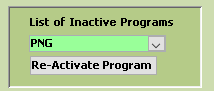 List of Inactive Programs
PNG
Re-Activate Program